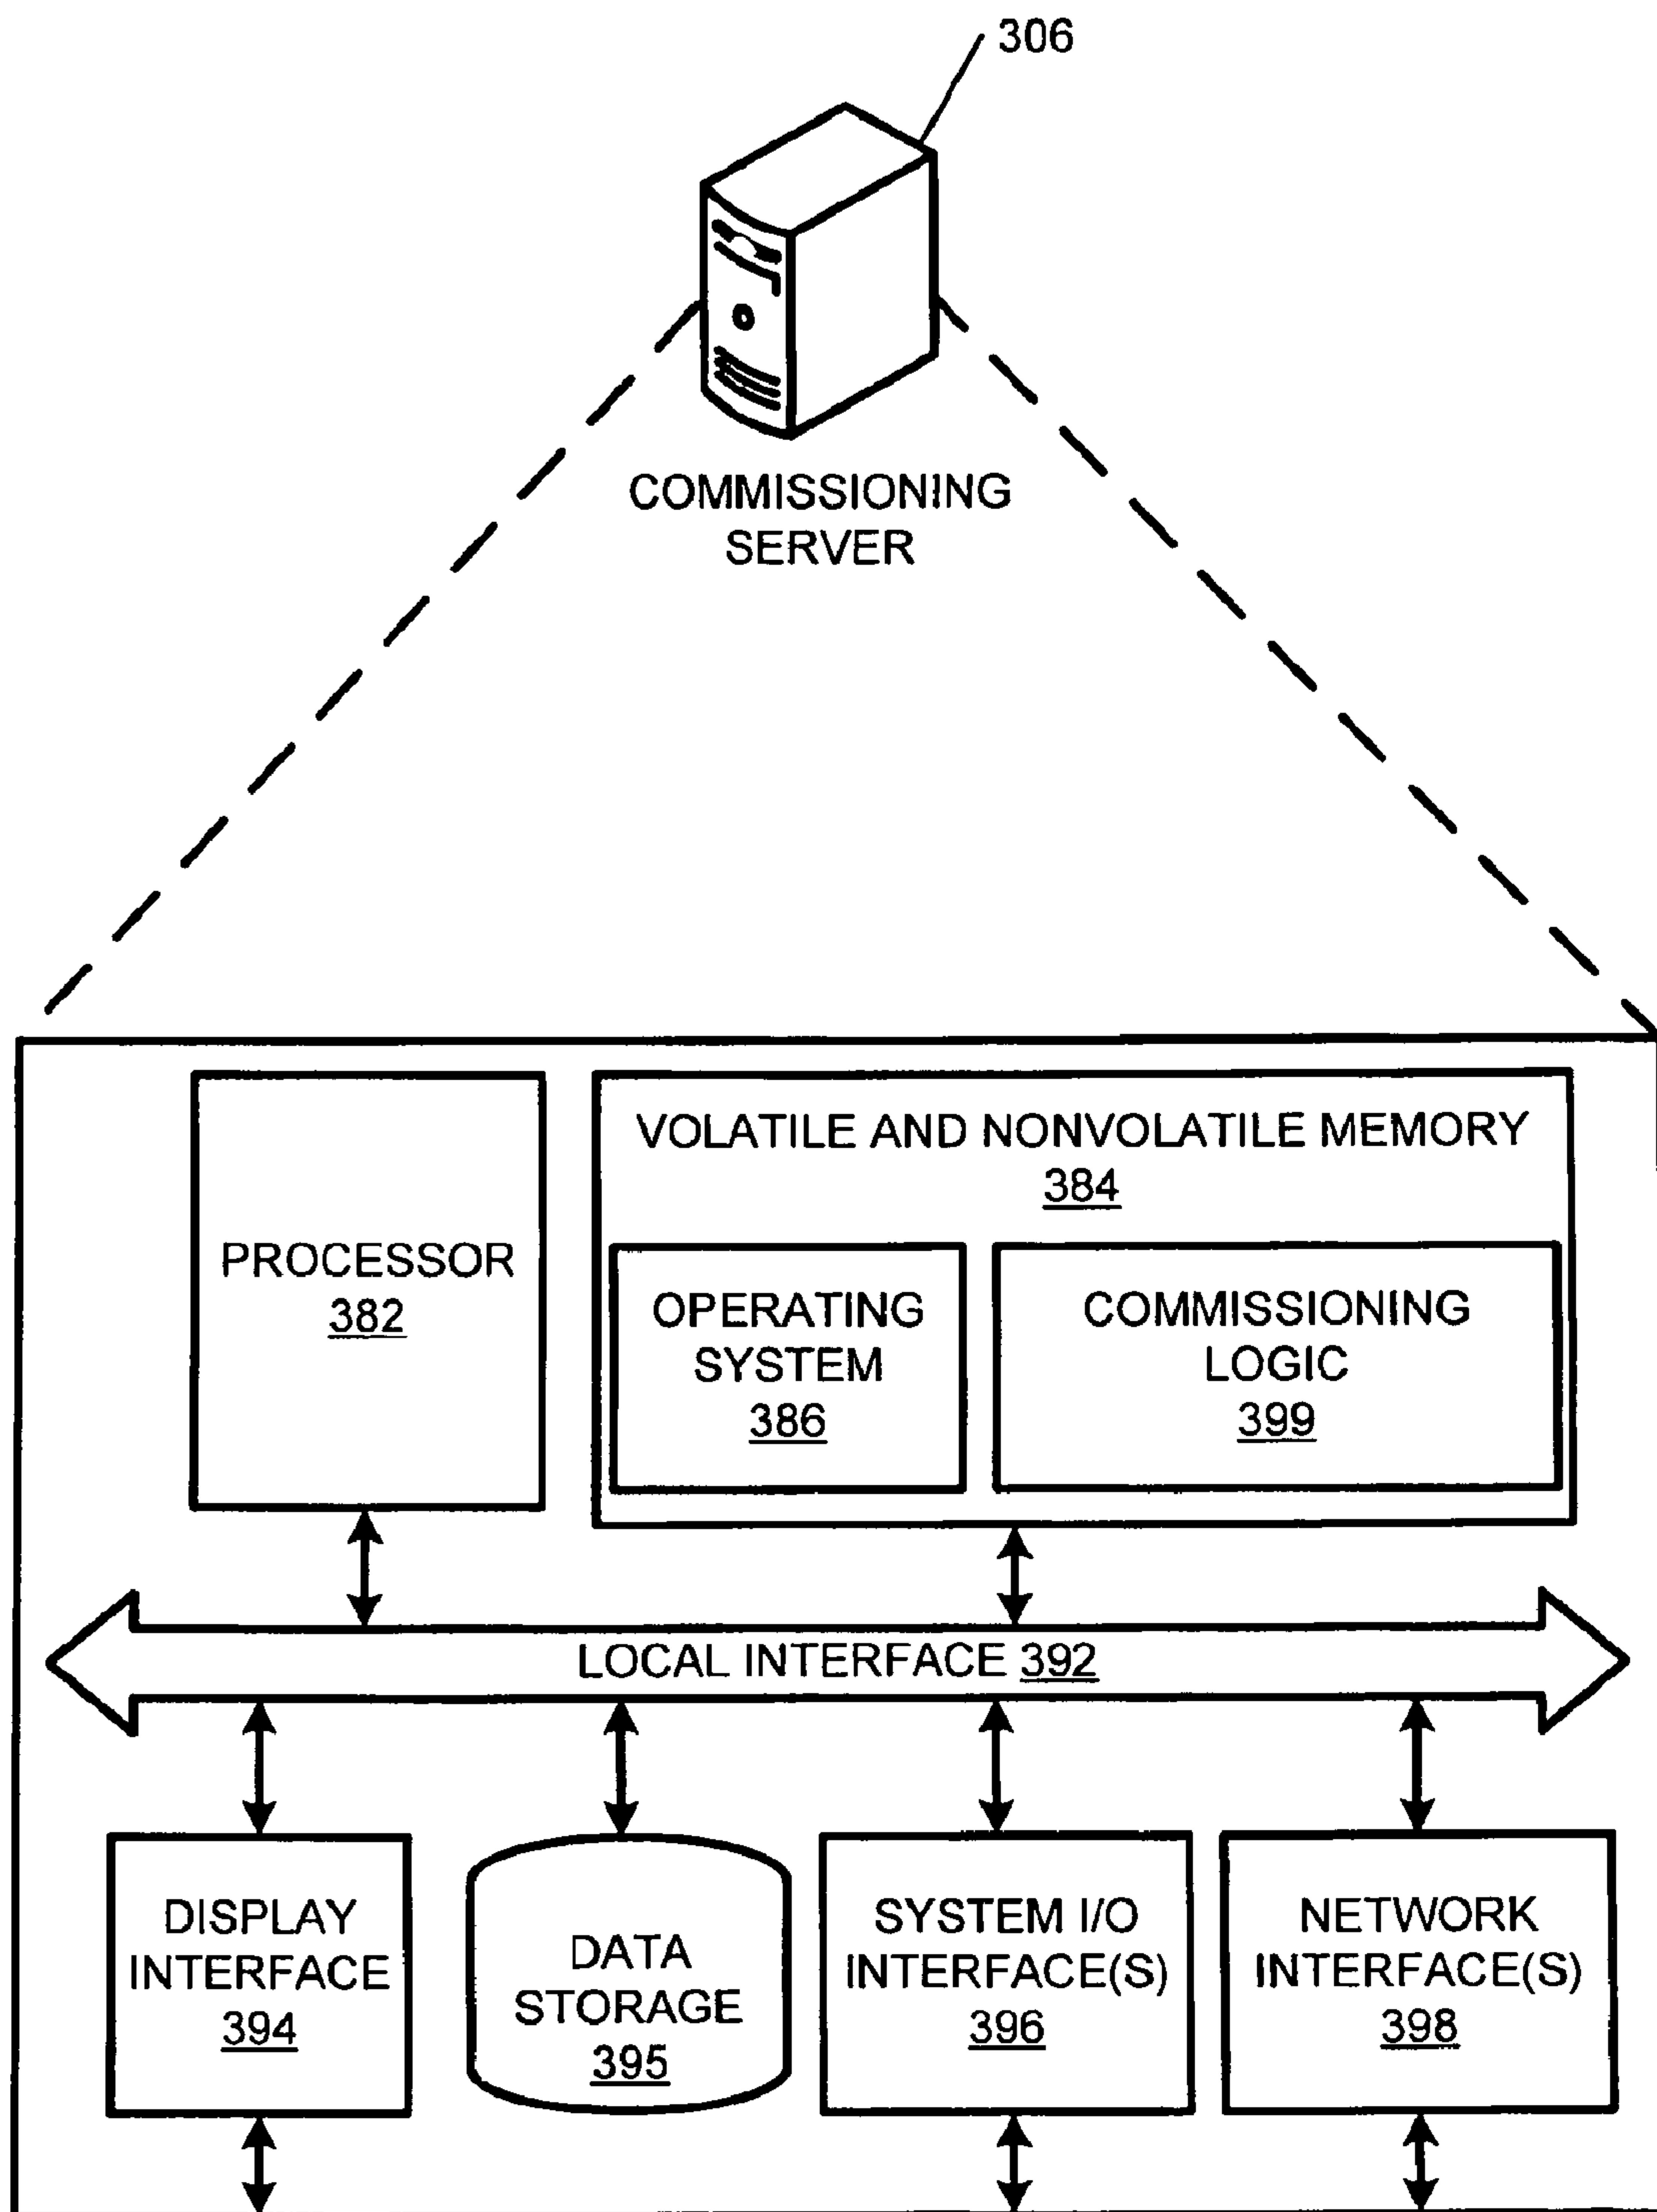 306
COMMISSIONING
SERVER
VOLATILE AND NONVOLATILE MEMORY
384
PROCESSOR
382
OPERATING
SYSTEM
386
COMMISSIONING
LOGIC
399
LOCAL INTERFACE 392
DISPLAY
INTERFACE
394
DATA
STORAGE
395
SYSTEM I/O
INTERFACE(S)
396
NETWORK
INTERFACE(S)
398